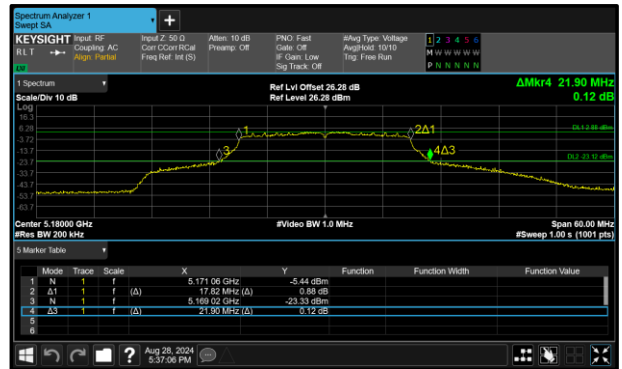 Spectrum Analyzer 1
Swept SA
+
KEYSIGHT Input: RF Input Z: 50 Ω Atten: 10 dB PNO: Fast #Avg Type: Voltage 1 2 3 4 5 6
RLT Coupling: AC Corr CCorr RCal Preamp: Off Gate: Off Avg|Hold: 10/10 M W W W W W
Align: Partial Freq Ref: Int (S) IF Gain: Low Trig: Free Run
Sig Track: Off P N N N N N
1 Spectrum Ref Lvl Offset 26.28 dB ΔMkr4 21.90 MHz
Scale/Div 10 dB Ref Level 26.28 dBm 0.12 dB
Log
16.3
6.28 1 2Δ1
-3.72
-13.7 3 4Δ3
-23.7
-33.7
-43.7
-53.7
-63.7
Center 5.18000 GHz #Video BW 1.0 MHz Span 60.00 MHz
#Res BW 200 kHz #Sweep 1.00 s (1001 pts)
5 Marker Table
Mode Trace Scale X Y Function Function Width Function Value
1 N 1 f 5.171 06 GHz -5.44 dBm
2 Δ1 1 f (Δ) 17.82 MHz (Δ) 0.88 dB
3 N 1 f 5.169 02 GHz -23.33 dBm
4 Δ3 1 f (Δ) 21.90 MHz (Δ) 0.12 dB
5
6
? Aug 28, 2024
5:37:06 PM